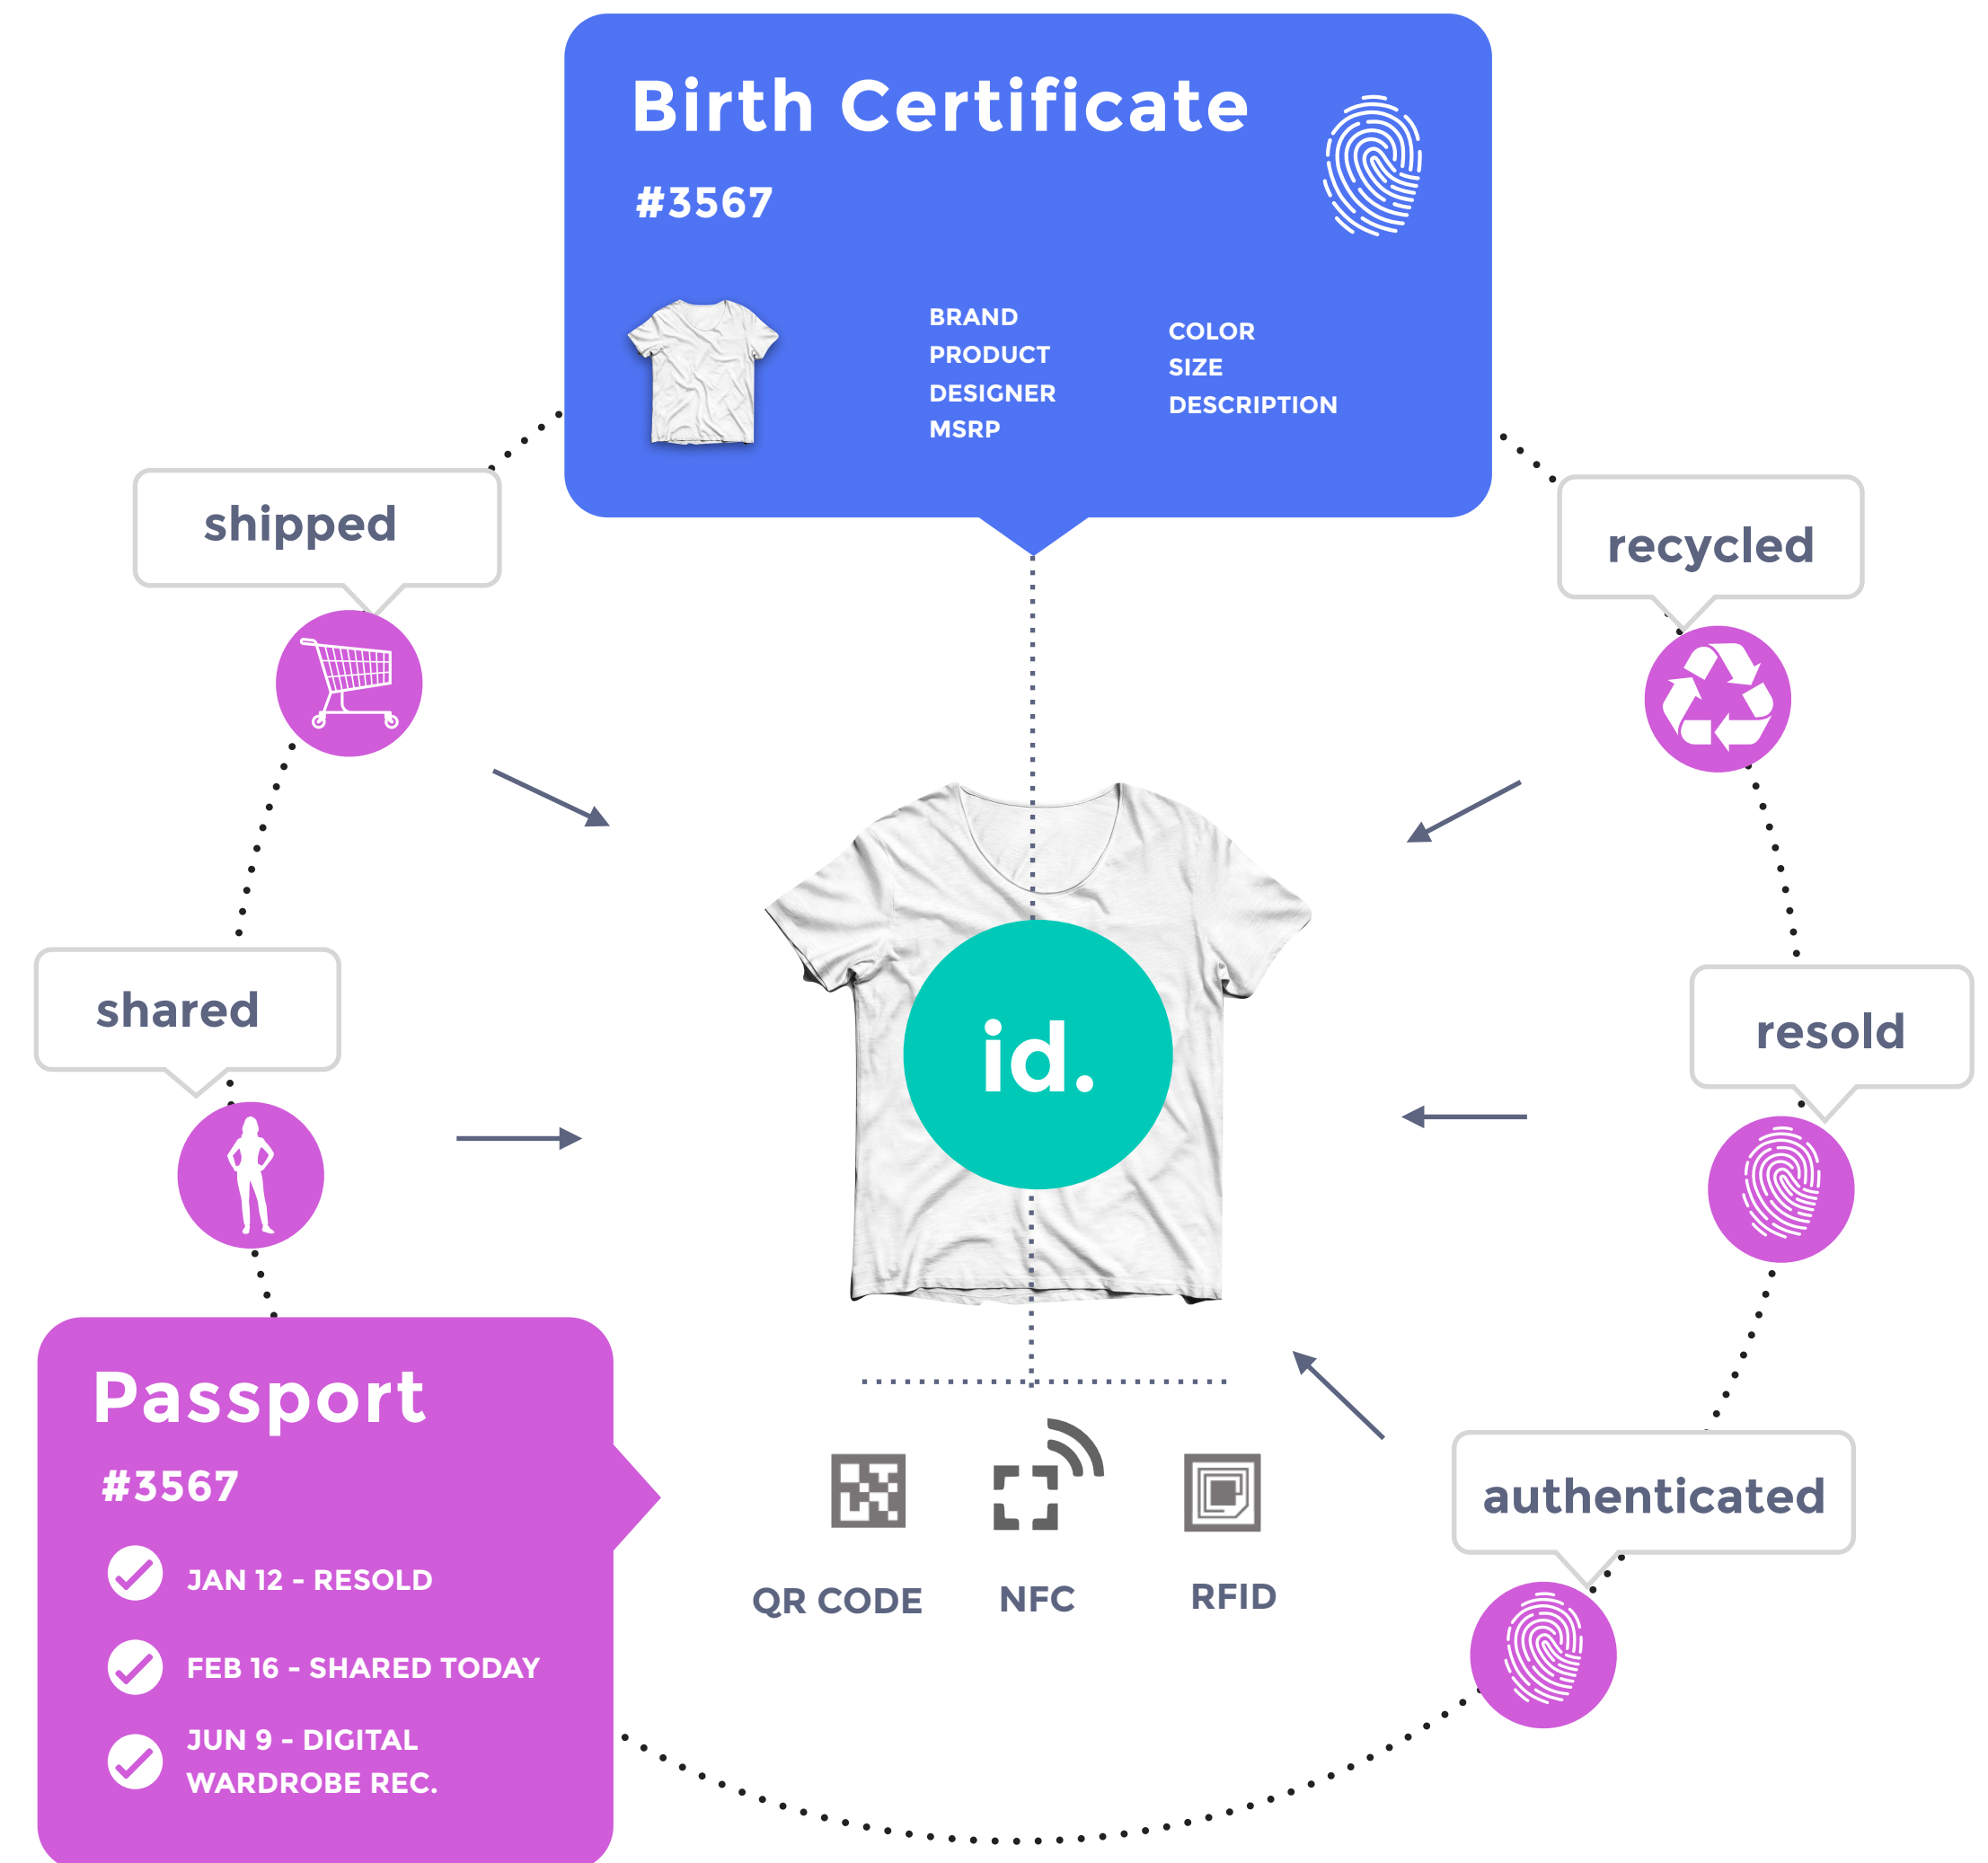 Birth Certificate
#3567
BRAND
PRODUCT
DESIGNER
MSRP
COLOR
SIZE
DESCRIPTION
shipped
recycled
shared
resold
id.
Passport
#3567
JAN 12 - RESOLD
FEB 16 - SHARED TODAY
JUN 9 - DIGITAL
WARDROBE REC.
QR CODE
NFC
RFID
authenticated